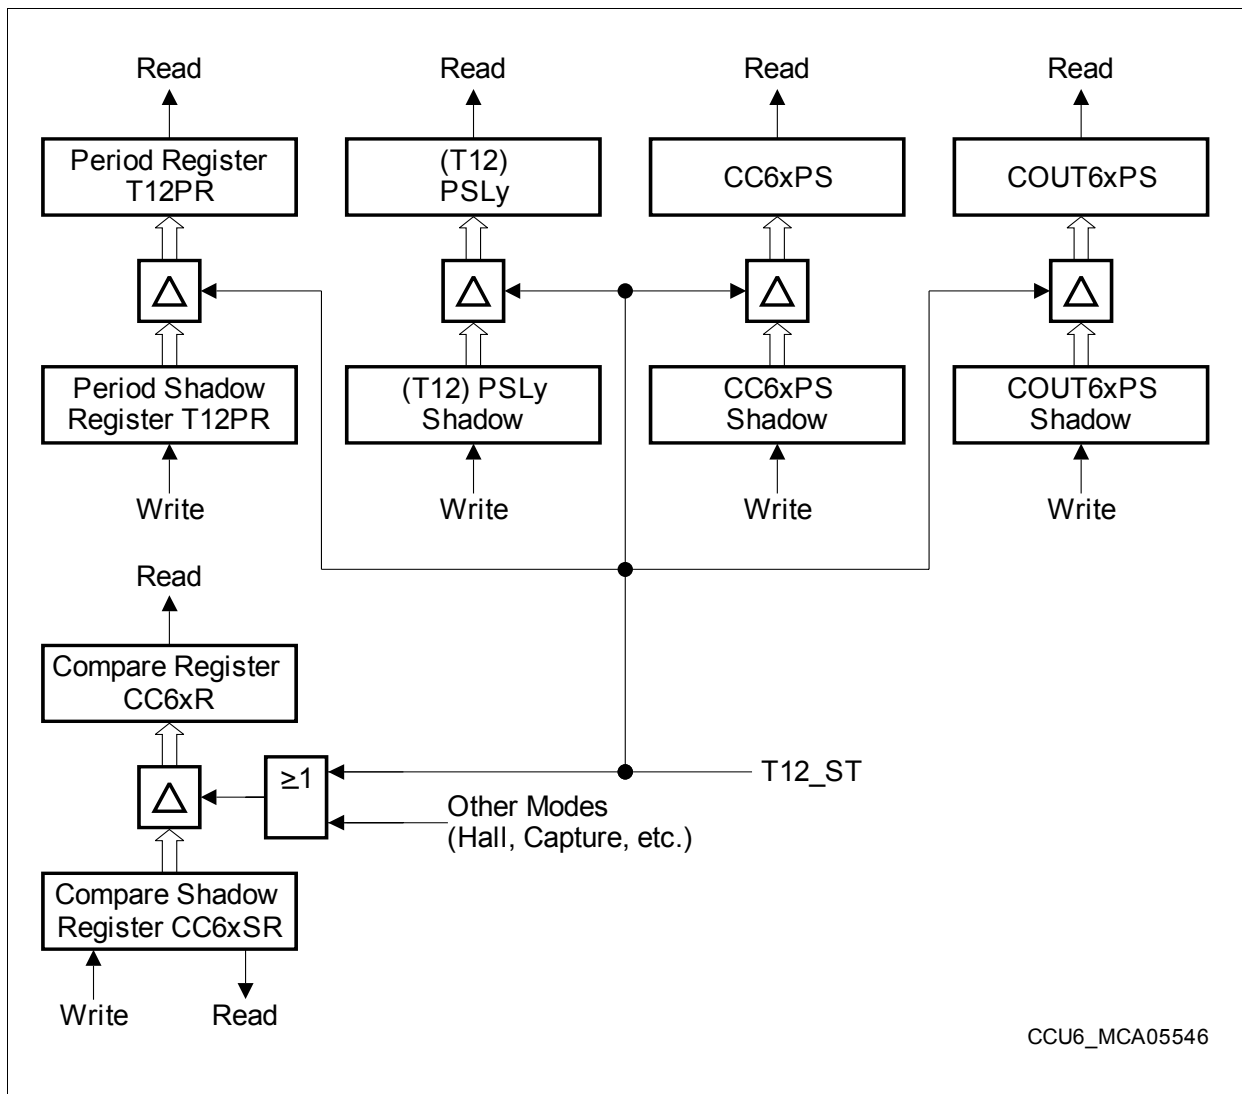 Read
Read
Read
Read
Period Register
T12PR
(T12)
PSLy
CC6xPS
COUT6xPS
Period Shadow
Register T12PR
(T12) PSLy
Shadow
CC6xPS
Shadow
COUT6xPS
Shadow
Write
Write
Write
Write
Read
Compare Register
CC6xR
≥1
T12_ST
Other Modes
(Hall, Capture, etc.)
Compare Shadow
Register CC6xSR
Write
Read
CCU6_MCA05546